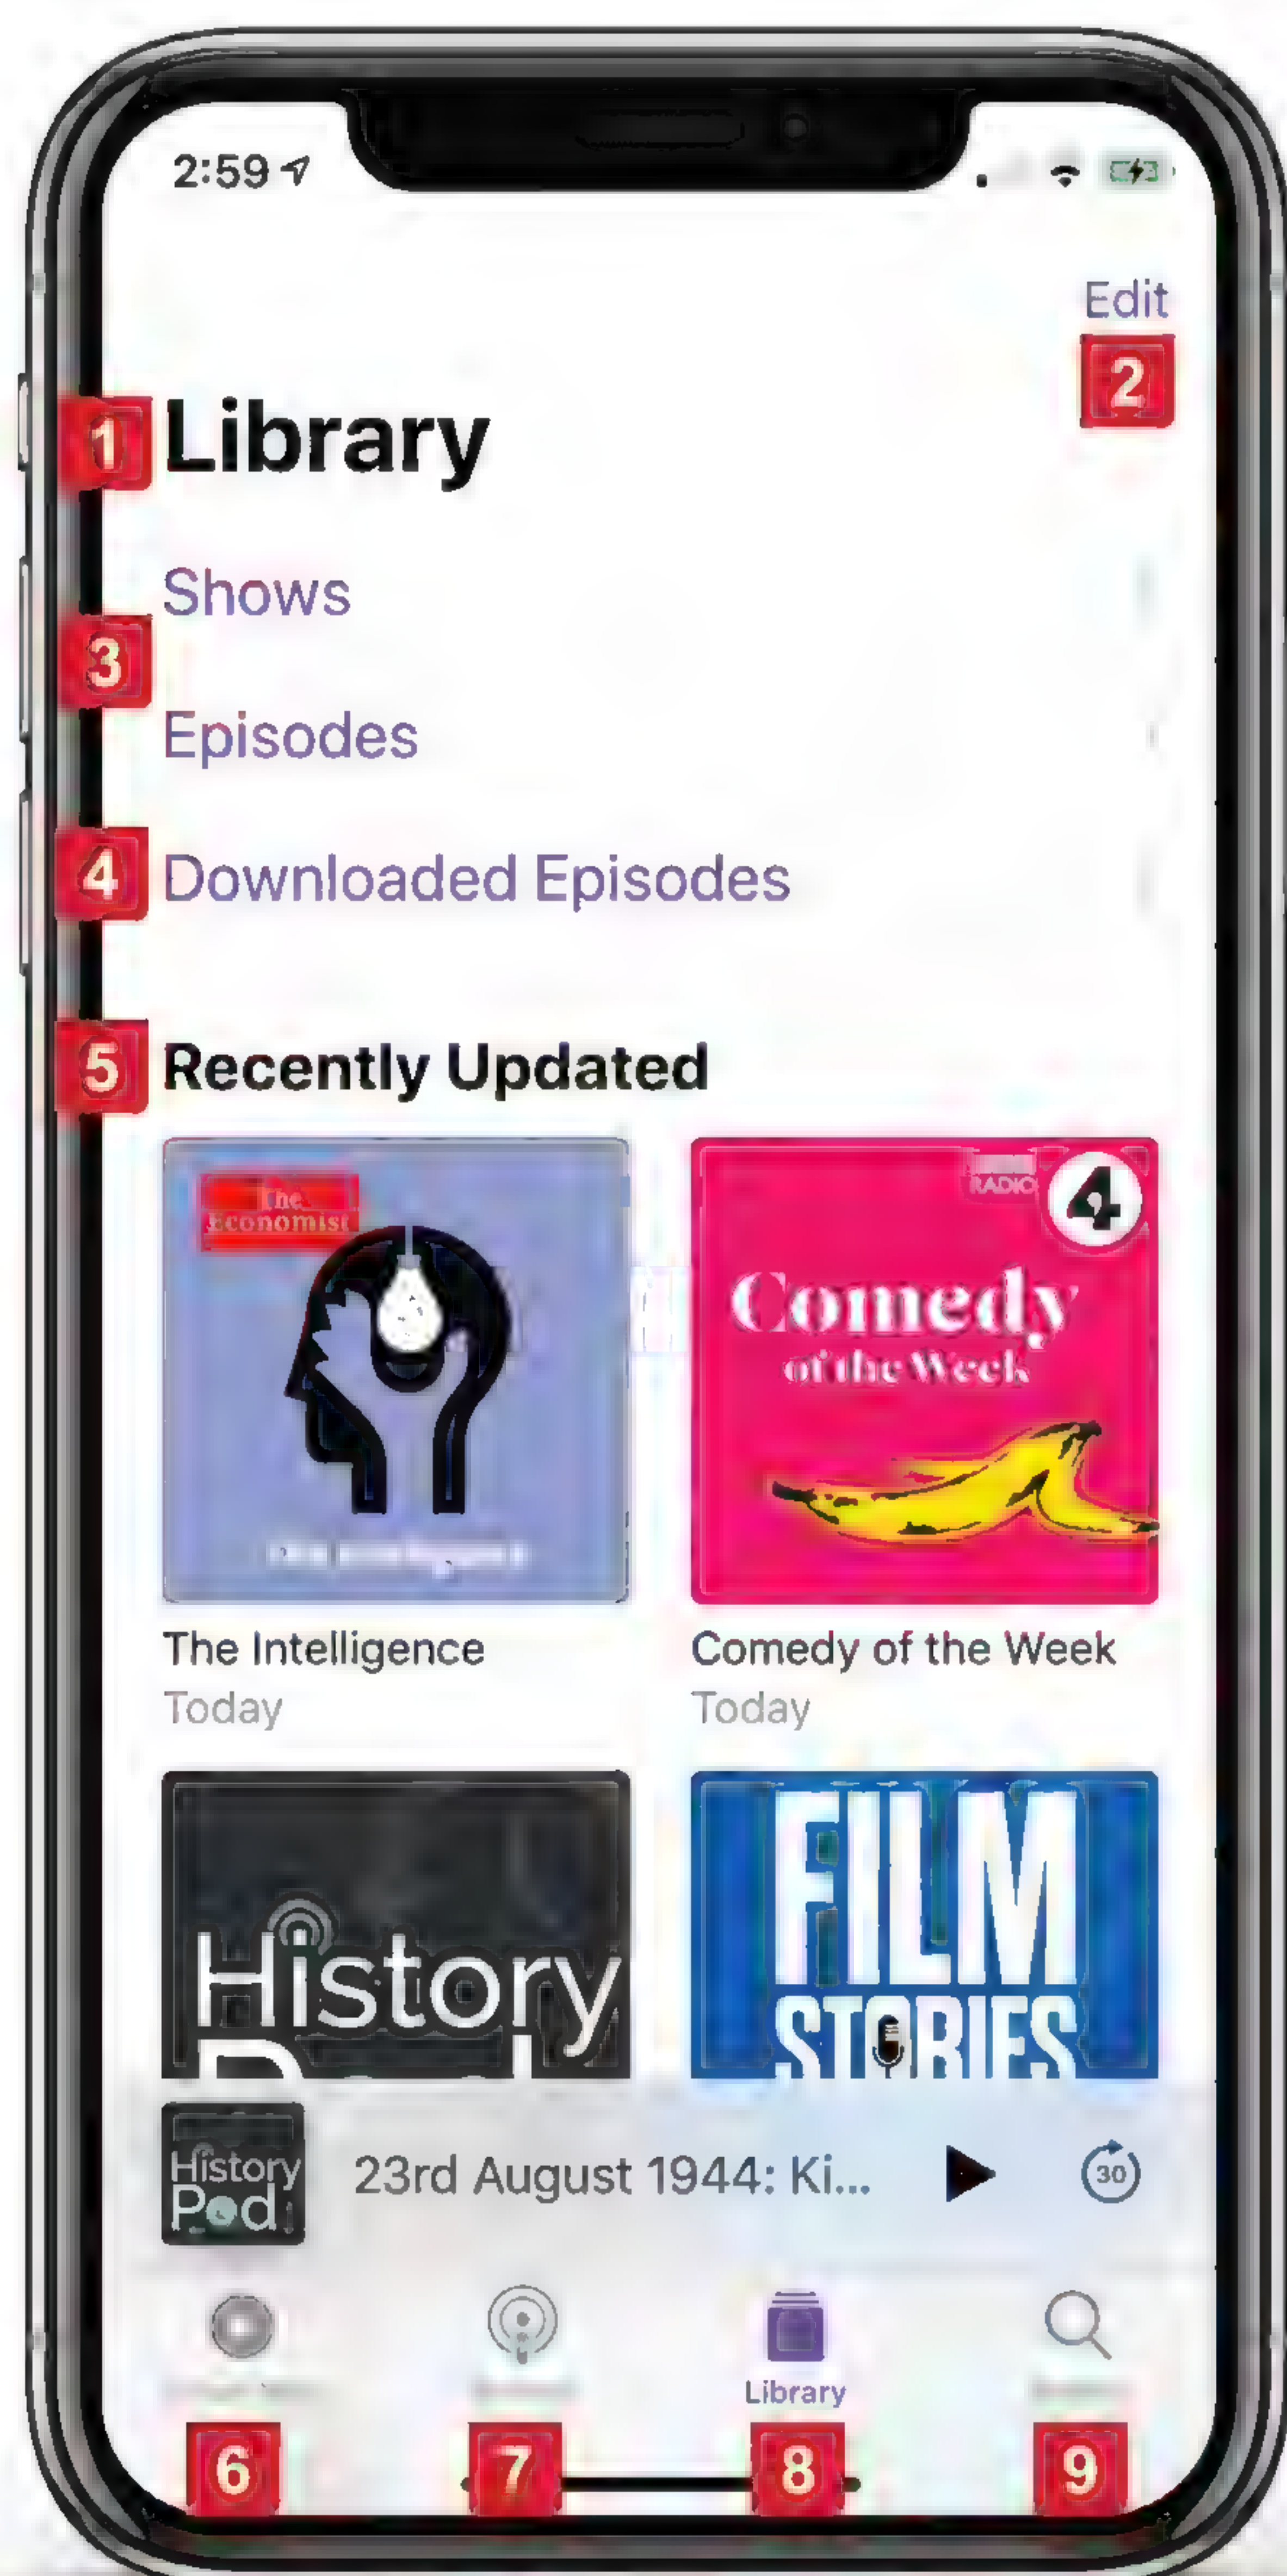 2:59
Edit
2
1 Library
Shows
3
Episodes
4 Downloaded Episodes
5 Recently Updated
The Economist
RADIO 4
Comedy
of the Week
The Intelligence
Comedy of the Week
Today
Today
History
FILM
STORIES
History
Pod
23rd August 1944: Ki...
30
Library
6 7 8 9